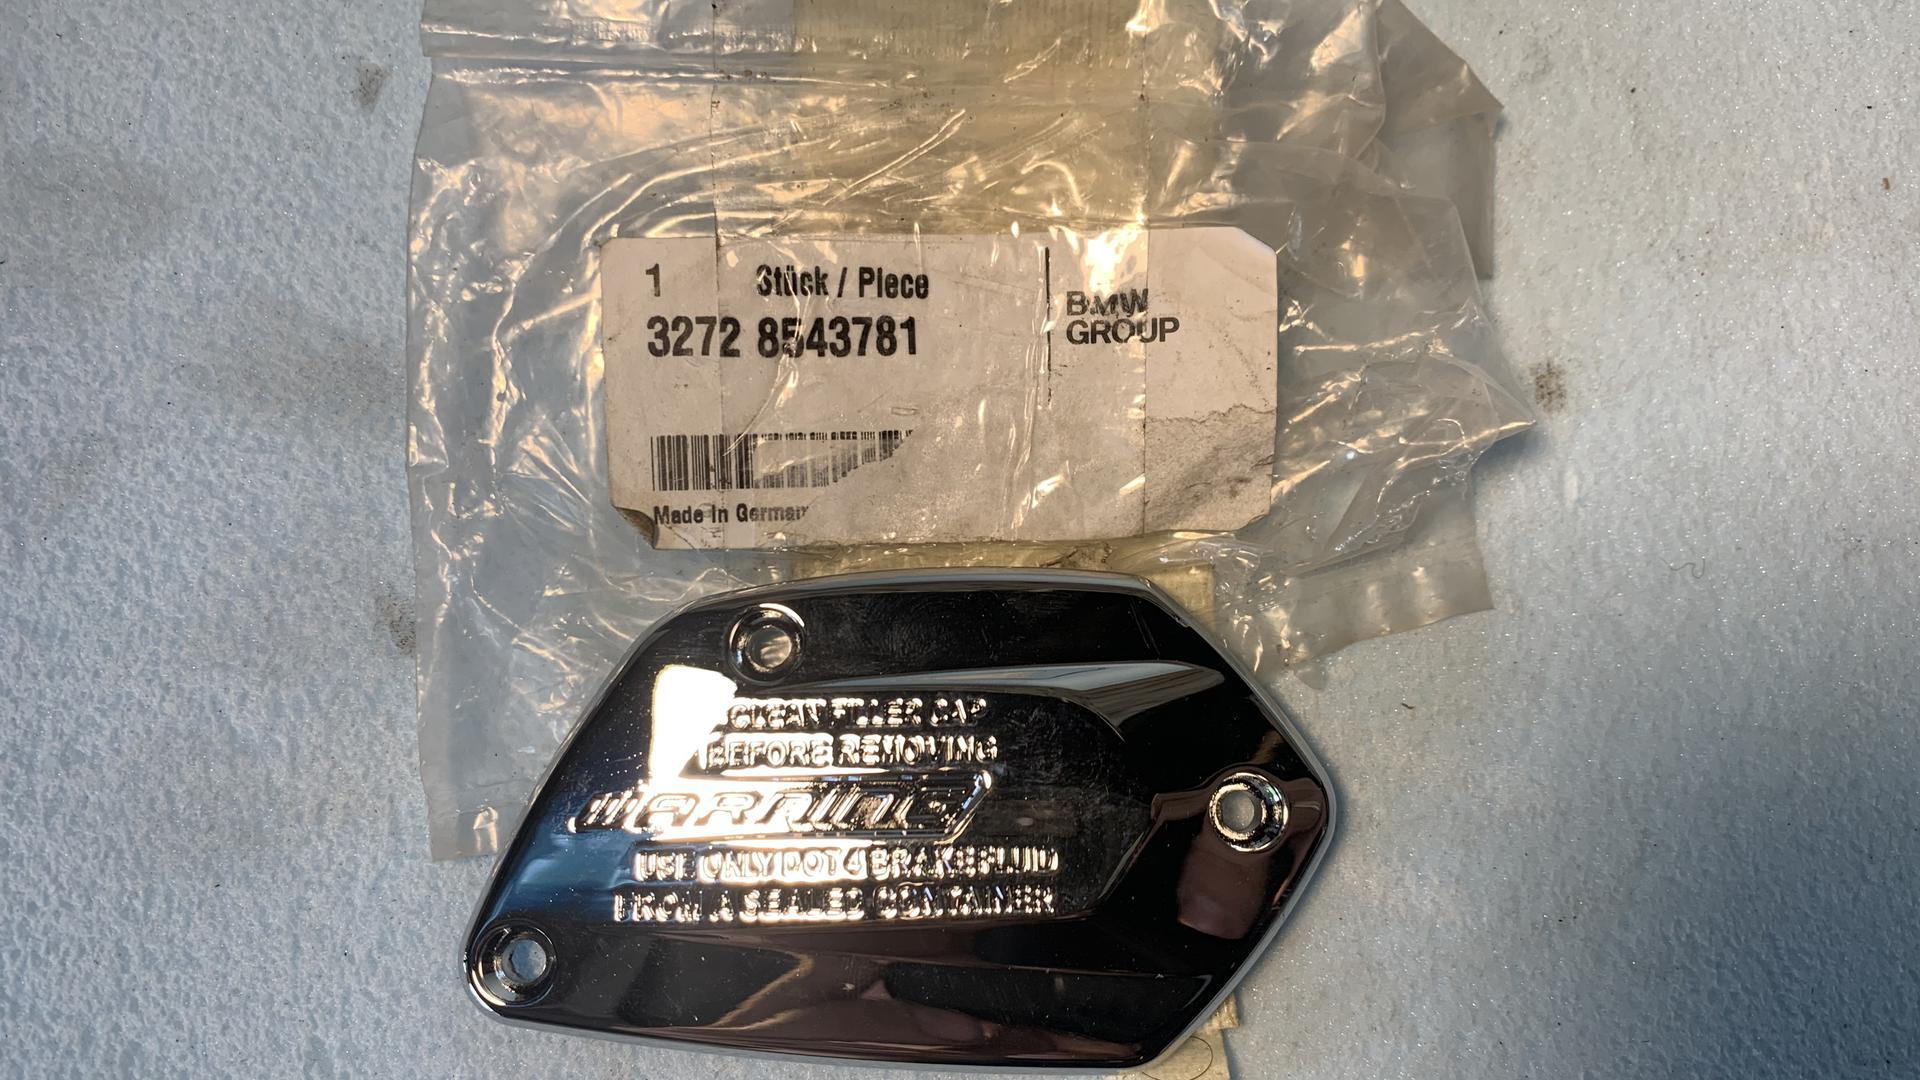 1 Stück / Piece
3272 8543781
BMW
GROUP
Made In German
CLEAN FILLER CAP
BEFORE REMOVING
WARNING
USE ONLY DOT 4 BRAKE FLUID
FROM A SEALED CONTAINER